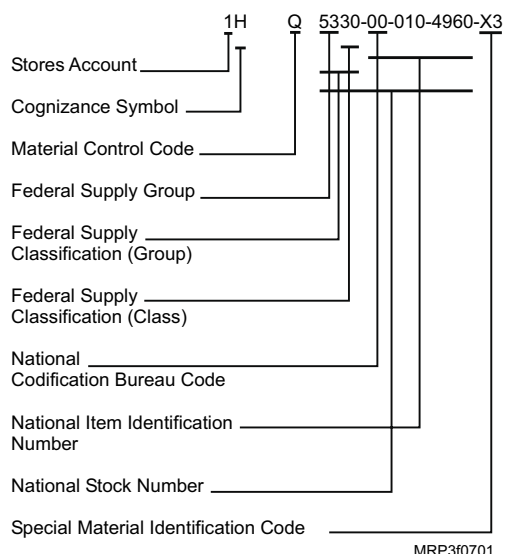 1H Q 5330-00-010-4960-X3
Stores Account
Cognizance Symbol
Material Control Code
Federal Supply Group
Federal Supply
Classification (Group)
Federal Supply
Classification (Class)
National
Codification Bureau Code
National Item Identification
Number
National Stock Number
Special Material Identification Code
MRP3f0701